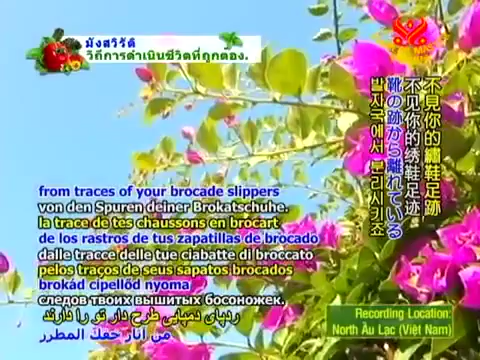 มังสวิรัติ
วิถีการดำเนินชีวิตที่ถูกต้อง.
不見你的繡鞋足跡
不见你的绣鞋足迹
靴の跡から離れている
발자국에서 분리시키죠
from traces of your brocade slippers
von den Spuren deiner Brokatschuhe.
la trace de tes chaussons en brocart
de los rastros de tus zapatillas de brocado
dalle tracce delle tue ciabatte di broccato
pelos traços de seus sapatos brocados
brokád cipellőd nyoma
следов твоих вышитых босоножек.
ردپای دمپایی طرح دار تو را دارند
من آثار خفك المطرز
Recording Location:
North Âu Lạc (Việt Nam)